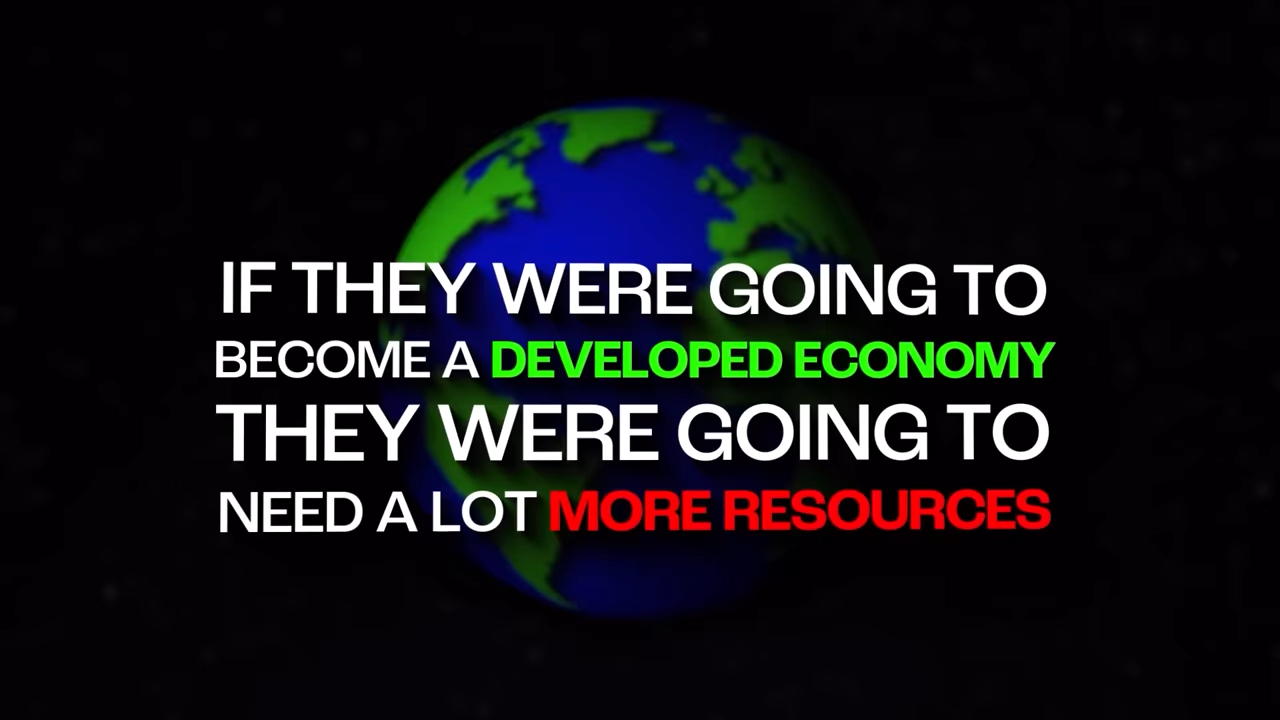 IF THEY WERE GOING TO
BECOME A DEVELOPED ECONOMY
THEY WERE GOING TO
NEED A LOT MORE RESOURCES